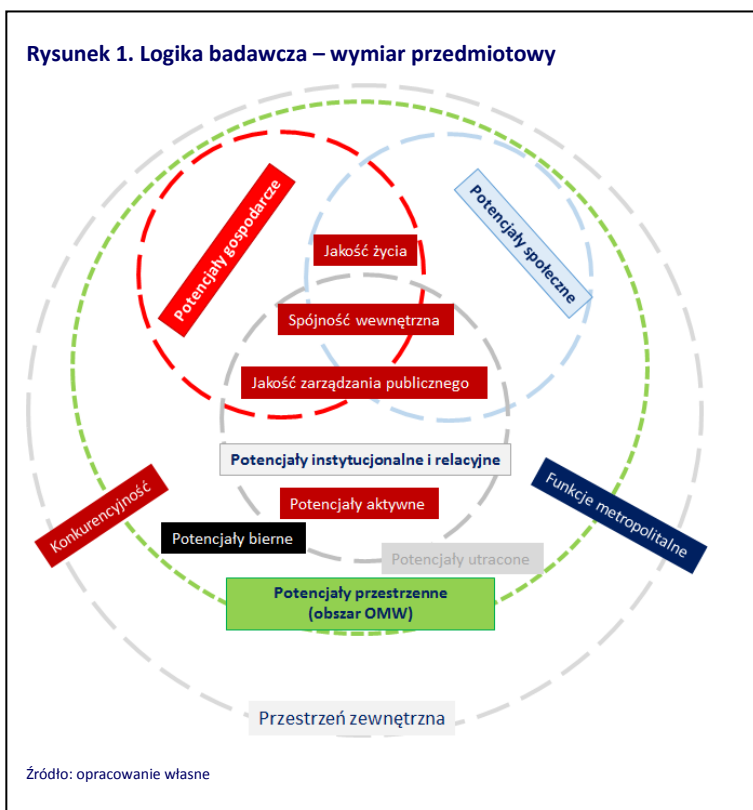 Rysunek 1. Logika badawcza – wymiar przedmiotowy
Potencjały gospodarcze
Potencjały społeczne
Jakość życia
Spójność wewnętrzna
Jakość zarządzania publicznego
Potencjały instytucjonalne i relacyjne
Konkurencyjność
Funkcje metropolitalne
Potencjały aktywne
Potencjały bierne
Potencjały utracone
Potencjały przestrzenne
(obszar OMW)
Przestrzeń zewnętrzna
Źródło: opracowanie własne